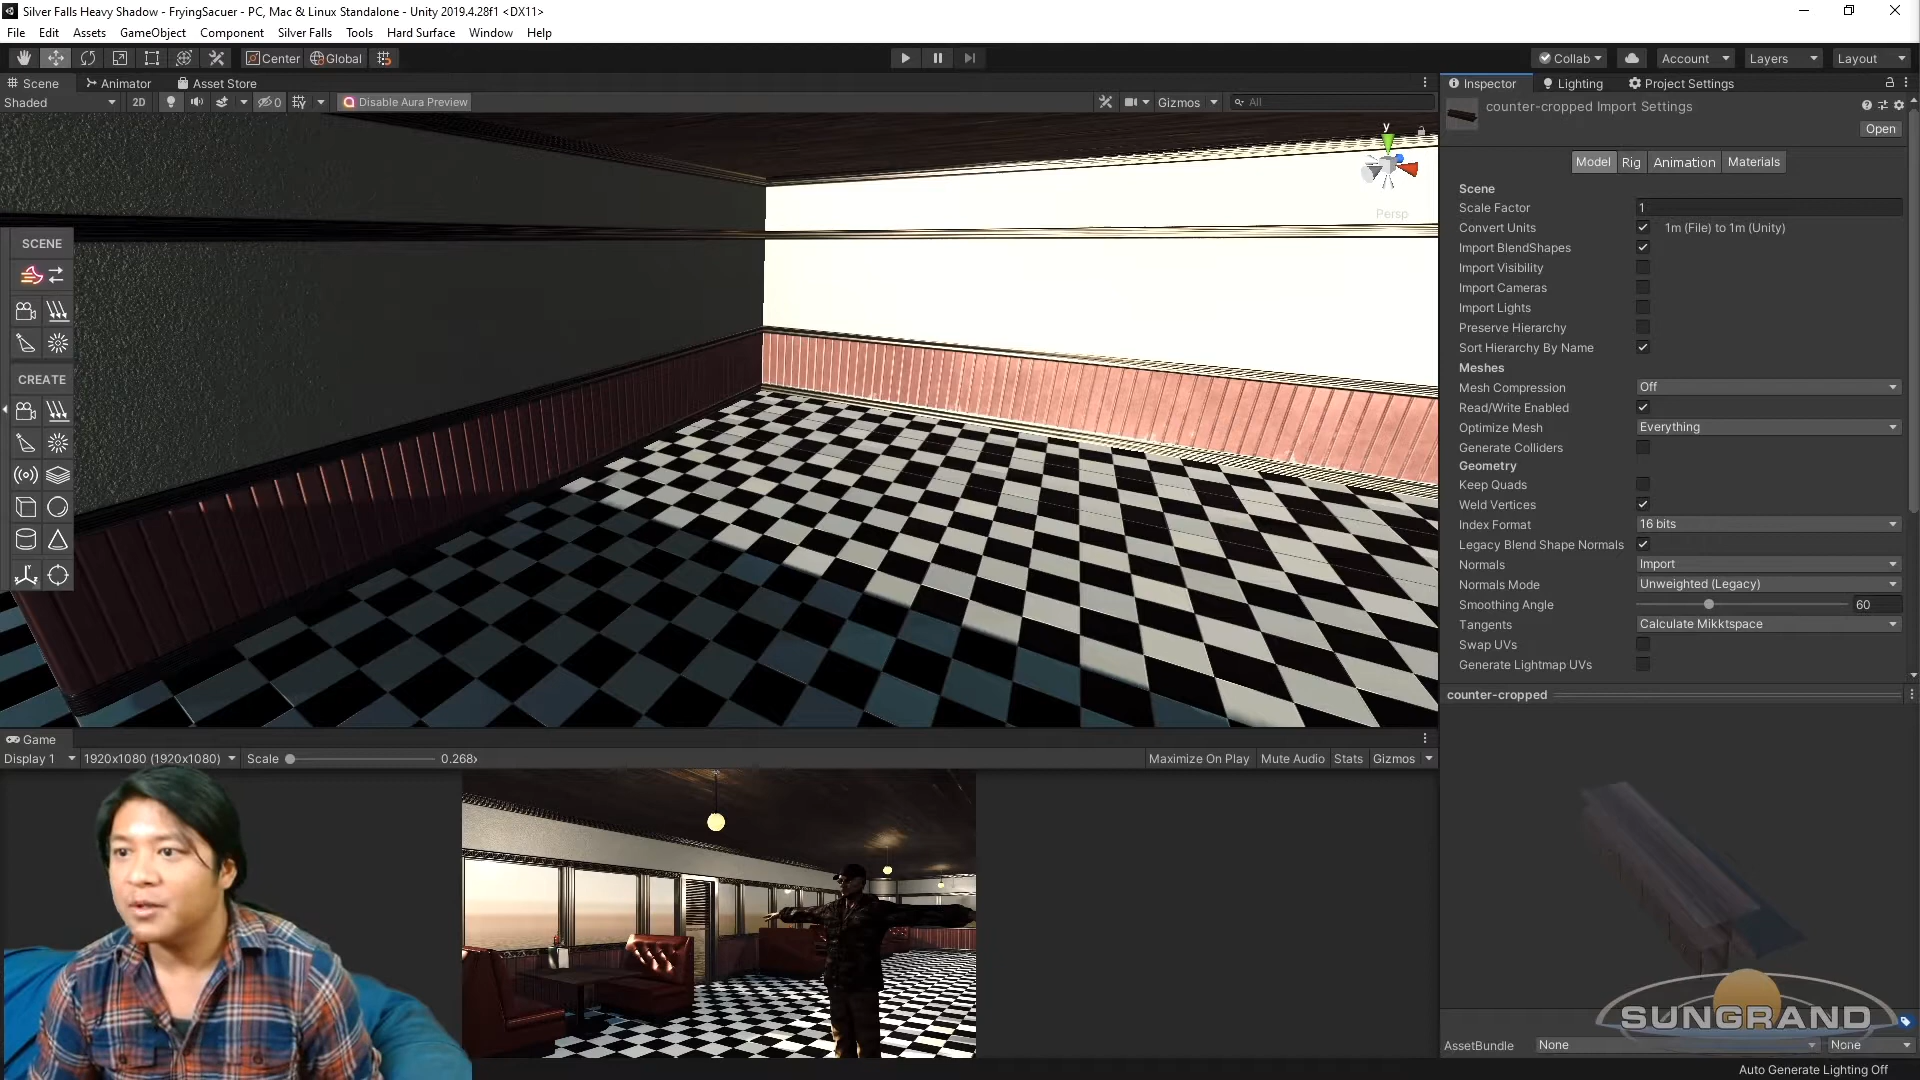 Silver Falls Heavy Shadow - FryingSacuer - PC, Mac & Linux Standalone - Unity 2019.4.28f1 <DX11>
File Edit Assets GameObject Component Silver Falls Tools Hard Surface Window Help
Center Global Collab Account Layers Layout
Scene Animator Asset Store
Shaded 2D 0 Disable Aura Preview Gizmos All
y
Persp
SCENE
CREATE
Inspector Lighting Project Settings
counter-cropped Import Settings
Open
Model Rig Animation Materials
Scene
Scale Factor 1
Convert Units 1m (File) to 1m (Unity)
Import BlendShapes
Import Visibility
Import Cameras
Import Lights
Preserve Hierarchy
Sort Hierarchy By Name
Meshes
Mesh Compression Off
Read/Write Enabled
Optimize Mesh Everything
Generate Colliders
Geometry
Keep Quads
Weld Vertices
Index Format 16 bits
Legacy Blend Shape Normals
Normals Import
Normals Mode Unweighted (Legacy)
Smoothing Angle 60
Tangents Calculate Mikktspace
Swap UVs
Generate Lightmap UVs
counter-cropped
Game
Display 1 1920x1080 (1920x1080) Scale 0.268x Maximize On Play Mute Audio Stats Gizmos
SUNGRAND
AssetBundle None None
Auto Generate Lighting Off